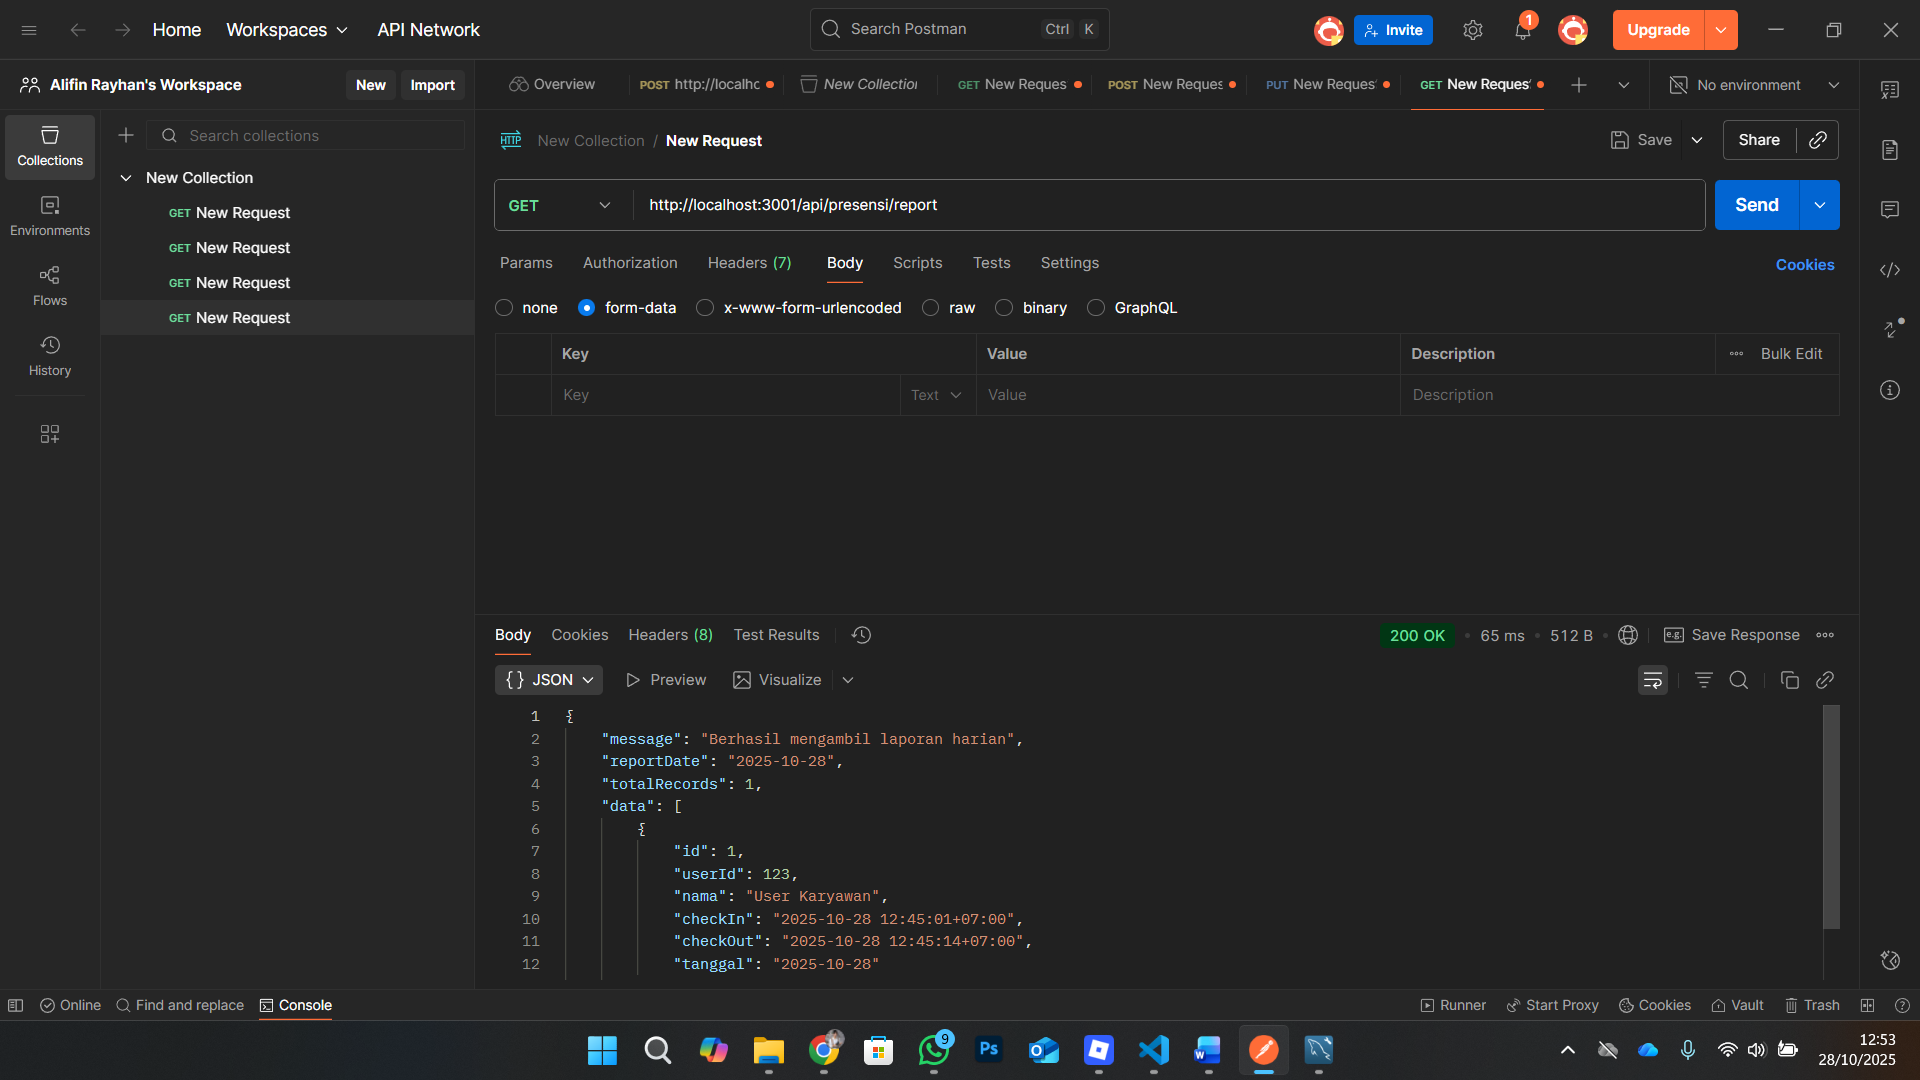 Home
Workspaces
API Network
Search Postman
Ctrl
K
Invite
1
Upgrade
Alifin Rayhan's Workspace
New
Import
Overview
POST http://localhc
New Collection
GET New Reques
POST New Reques
PUT New Reques
GET New Reques
No environment
Collections
Environments
Flows
History
Search collections
New Collection
GET New Request
GET New Request
GET New Request
GET New Request
HTTP
New Collection / New Request
Save
Share
GET
http://localhost:3001/api/presensi/report
Send
Params
Authorization
Headers (7)
Body
Scripts
Tests
Settings
Cookies
none
form-data
x-www-form-urlencoded
raw
binary
GraphQL
Key
Value
Description
Bulk Edit
Key
Text
Value
Description
Body
Cookies
Headers (8)
Test Results
200 OK
65 ms
512 B
e.g.
Save Response
{} JSON
Preview
Visualize
1 {
2 "message": "Berhasil mengambil laporan harian",
3 "reportDate": "2025-10-28",
4 "totalRecords": 1,
5 "data": [
6 {
7 "id": 1,
8 "userId": 123,
9 "nama": "User Karyawan",
10 "checkIn": "2025-10-28 12:45:01+07:00",
11 "checkOut": "2025-10-28 12:45:14+07:00",
12 "tanggal": "2025-10-28"
Online
Find and replace
Console
Runner
Start Proxy
Cookies
Vault
Trash
9
Ps
12:53
28/10/2025